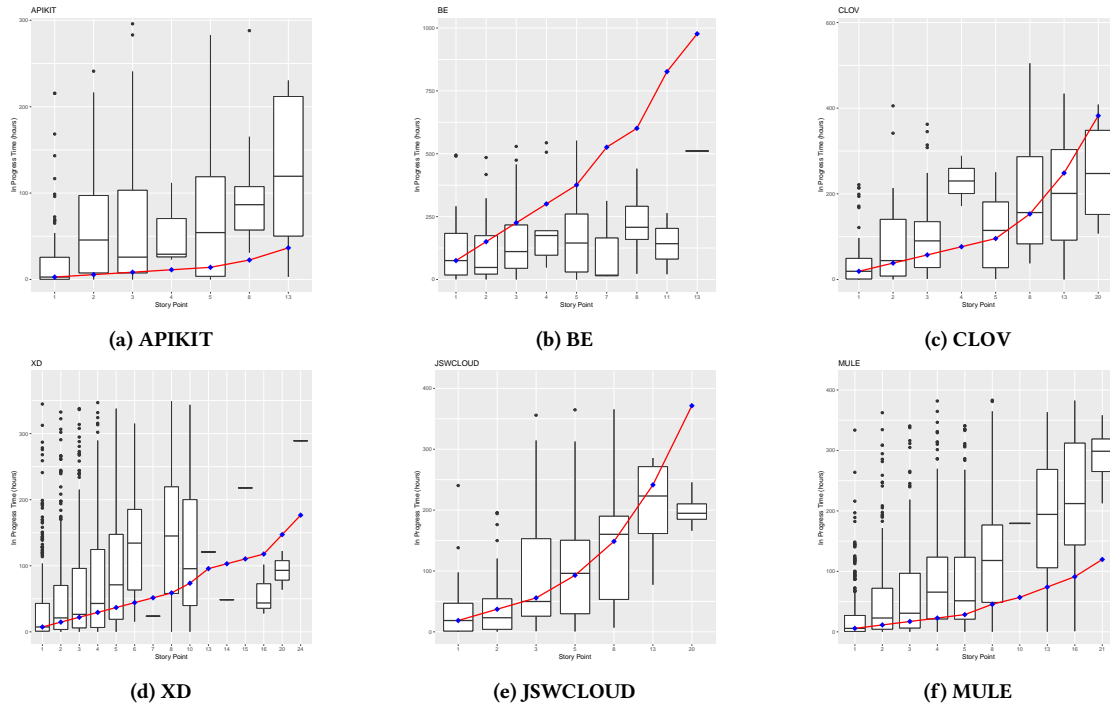 APIKIT
In Progress Time (hours)
300
200
100
0
1 2 3 4 5 8 13
Story Point
(a) APIKIT
BE
In Progress Time (hours)
1000
750
500
250
0
1 2 3 4 5 7 8 11 13
Story Point
(b) BE
CLOV
In Progress Time (hours)
600
400
200
0
1 2 3 4 5 8 13 20
Story Point
(c) CLOV
XD
In Progress Time (hours)
300
200
100
0
1 2 3 4 5 6 7 8 10 13 14 15 16 20 24
Story Point
(d) XD
JSWCLOUD
In Progress Time (hours)
400
300
200
100
0
1 2 3 5 8 13 20
Story Point
(e) JSWCLOUD
MULE
In Progress Time (hours)
400
300
200
100
0
1 2 3 4 5 8 10 13 16 21
Story Point
(f) MULE